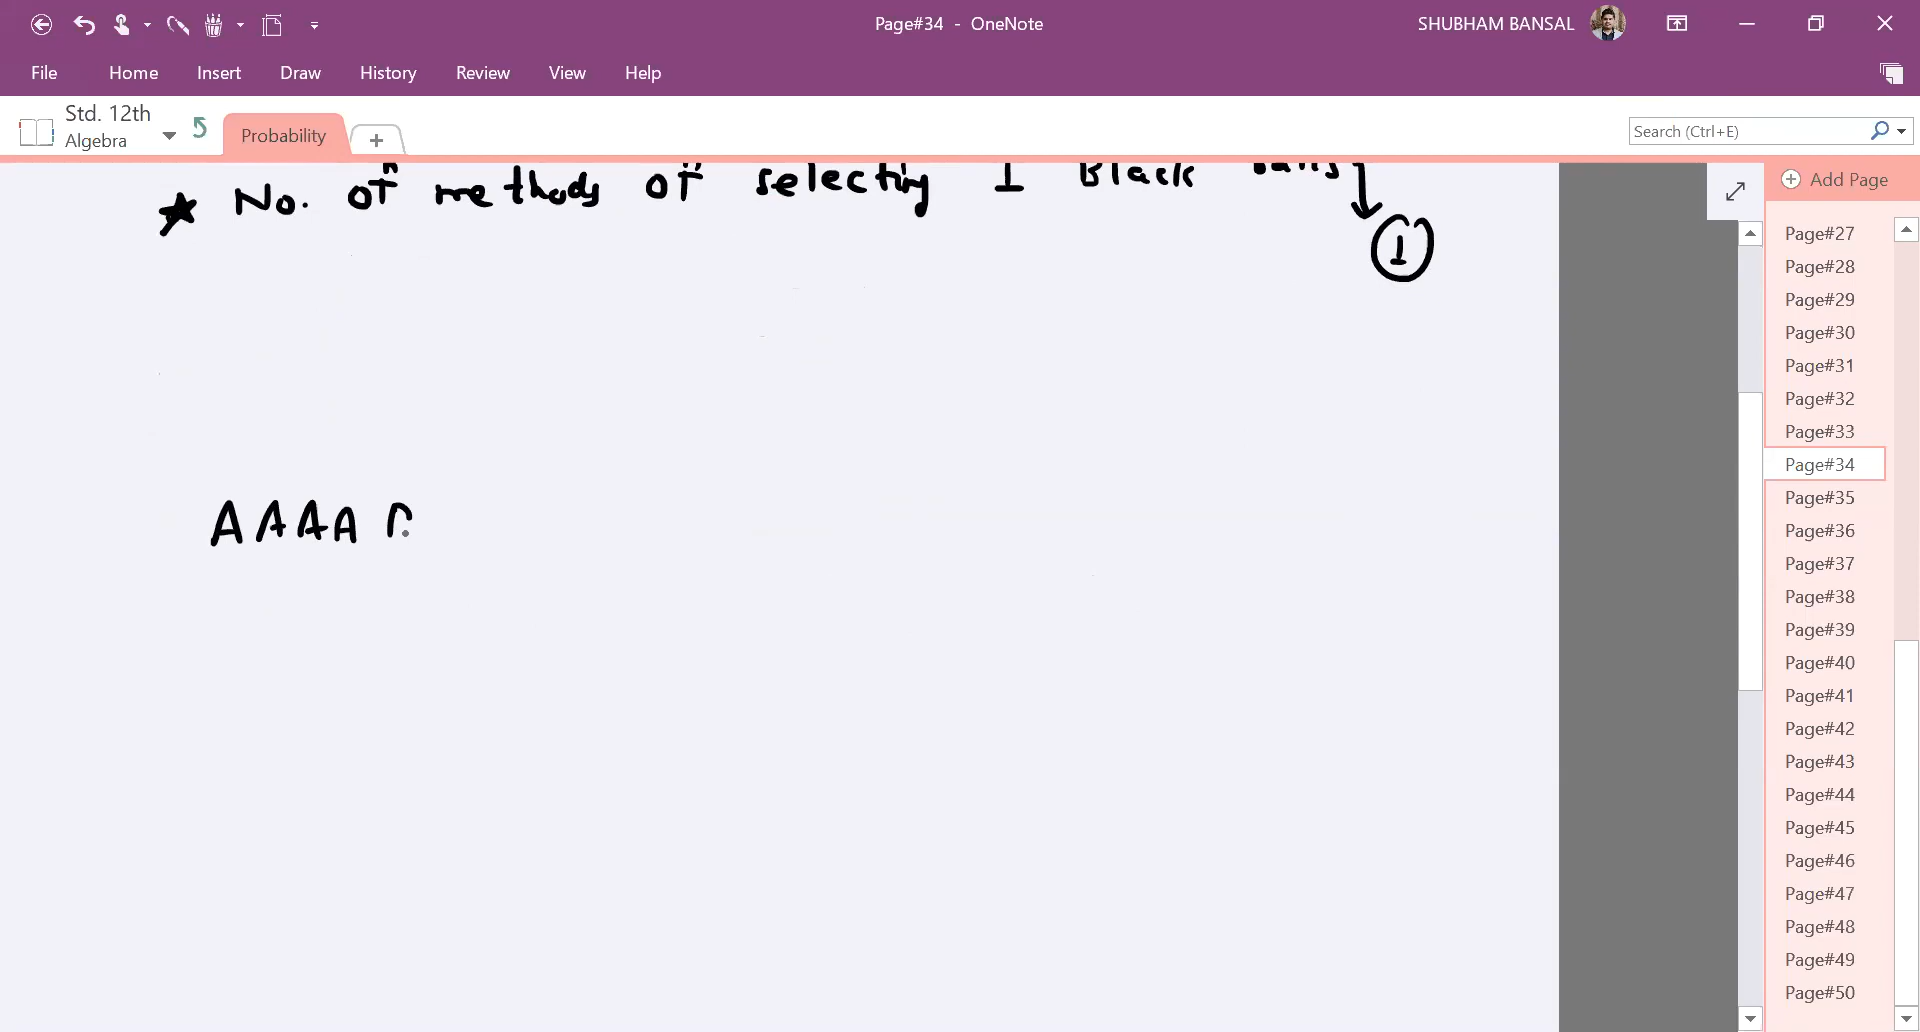 Page#34 - OneNote
SHUBHAM BANSAL
File Home Insert Draw History Review View Help
Std. 12th
Algebra
Probability
Search (Ctrl+E)
Add Page
★ No. of methods of selecting 1 Black balls
1
A A A A
Page#27
Page#28
Page#29
Page#30
Page#31
Page#32
Page#33
Page#34
Page#35
Page#36
Page#37
Page#38
Page#39
Page#40
Page#41
Page#42
Page#43
Page#44
Page#45
Page#46
Page#47
Page#48
Page#49
Page#50